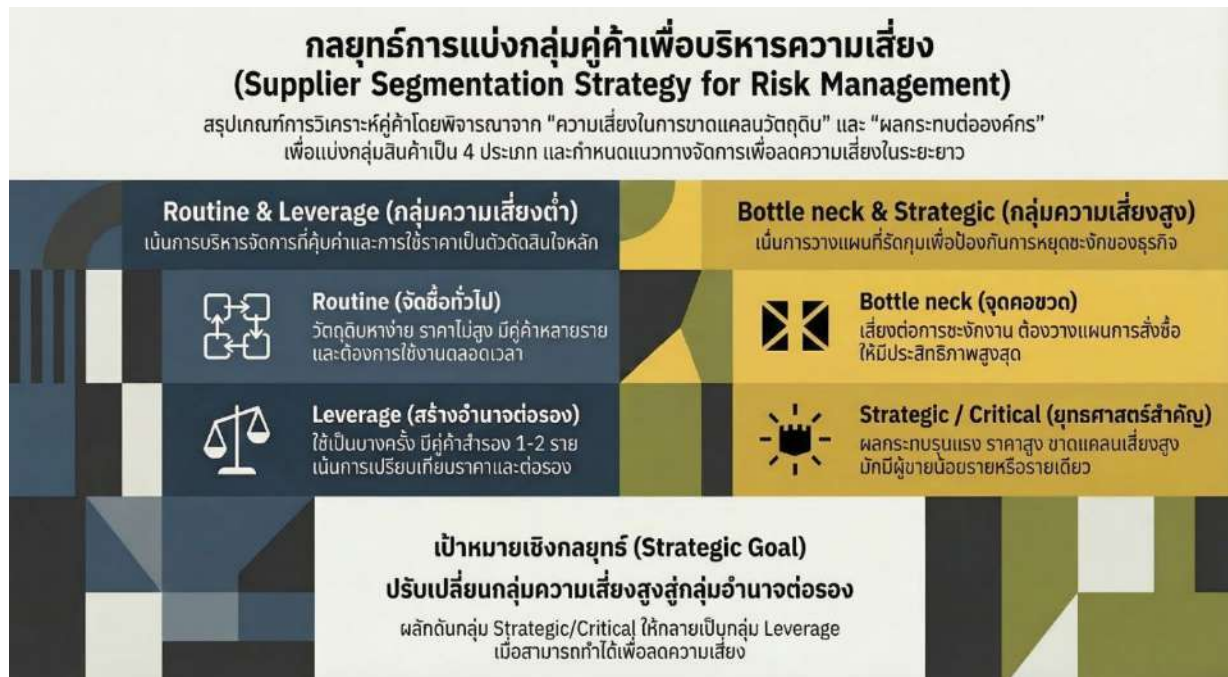 กลยุทธ์การแบ่งกลุ่มคู่ค้าเพื่อบริหารความเสี่ยง
(Supplier Segmentation Strategy for Risk Management)
สรุปเกณฑ์การวิเคราะห์คู่ค้าโดยพิจารณาจาก "ความเสี่ยงในการขาดแคลนวัตถุดิบ" และ "ผลกระทบต่อองค์กร"
เพื่อแบ่งกลุ่มสินค้าเป็น 4 ประเภท และกำหนดแนวทางจัดการเพื่อลดความเสี่ยงในระยะยาว
Routine & Leverage (กลุ่มความเสี่ยงต่ำ)
เน้นการบริหารจัดการที่คุ้มค่าและการใช้ราคาเป็นตัวตัดสินใจหลัก
Routine (จัดซื้อทั่วไป)
วัตถุดิบหาง่าย ราคาไม่สูง มีคู่ค้าหลายราย
และต้องการใช้งานตลอดเวลา
Leverage (สร้างอำนาจต่อรอง)
ใช้เป็นบางครั้ง มีคู่ค้าสำรอง 1-2 ราย
เน้นการเปรียบเทียบราคาและต่อรอง
Bottle neck & Strategic (กลุ่มความเสี่ยงสูง)
เน้นการวางแผนที่รัดกุมเพื่อป้องกันการหยุดชะงักของธุรกิจ
Bottle neck (จุดคอขวด)
เสี่ยงต่อการชะงักงาน ต้องวางแผนการสั่งซื้อ
ให้มีประสิทธิภาพสูงสุด
Strategic / Critical (ยุทธศาสตร์สำคัญ)
ผลกระทบรุนแรง ราคาสูง ขาดแคลนเสี่ยงสูง
มักมีผู้ขายน้อยรายหรือรายเดียว
เป้าหมายเชิงกลยุทธ์ (Strategic Goal)
ปรับเปลี่ยนกลุ่มความเสี่ยงสูงสู่กลุ่มอำนาจต่อรอง
ผลักดันกลุ่ม Strategic/Critical ให้กลายเป็นกลุ่ม Leverage
เมื่อสามารถทำได้เพื่อลดความเสี่ยง